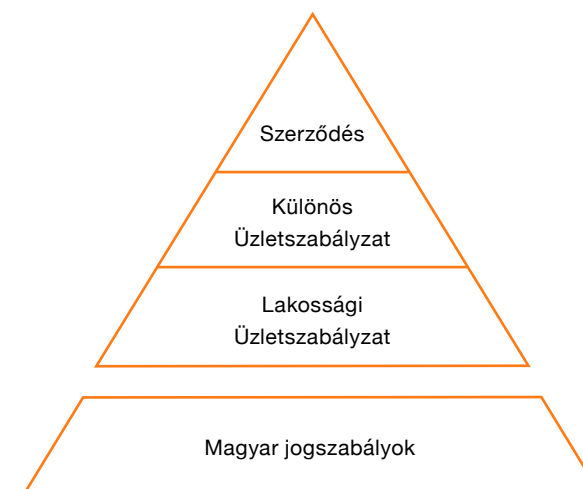 Szerződés
Különös
Üzletszabályzat
Lakossági
Üzletszabályzat
Magyar jogszabályok